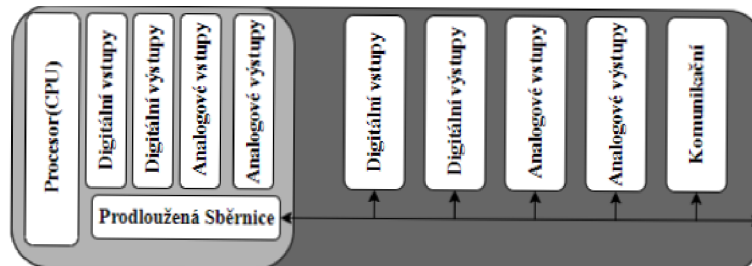 Procesor(CPU)
Digitální vstupy
Digitální výstupy
Analogové vstupy
Analogové výstupy
Prodloužená Sběrnice
Digitální vstupy
Digitální výstupy
Analogové vstupy
Analogové výstupy
Komunikační